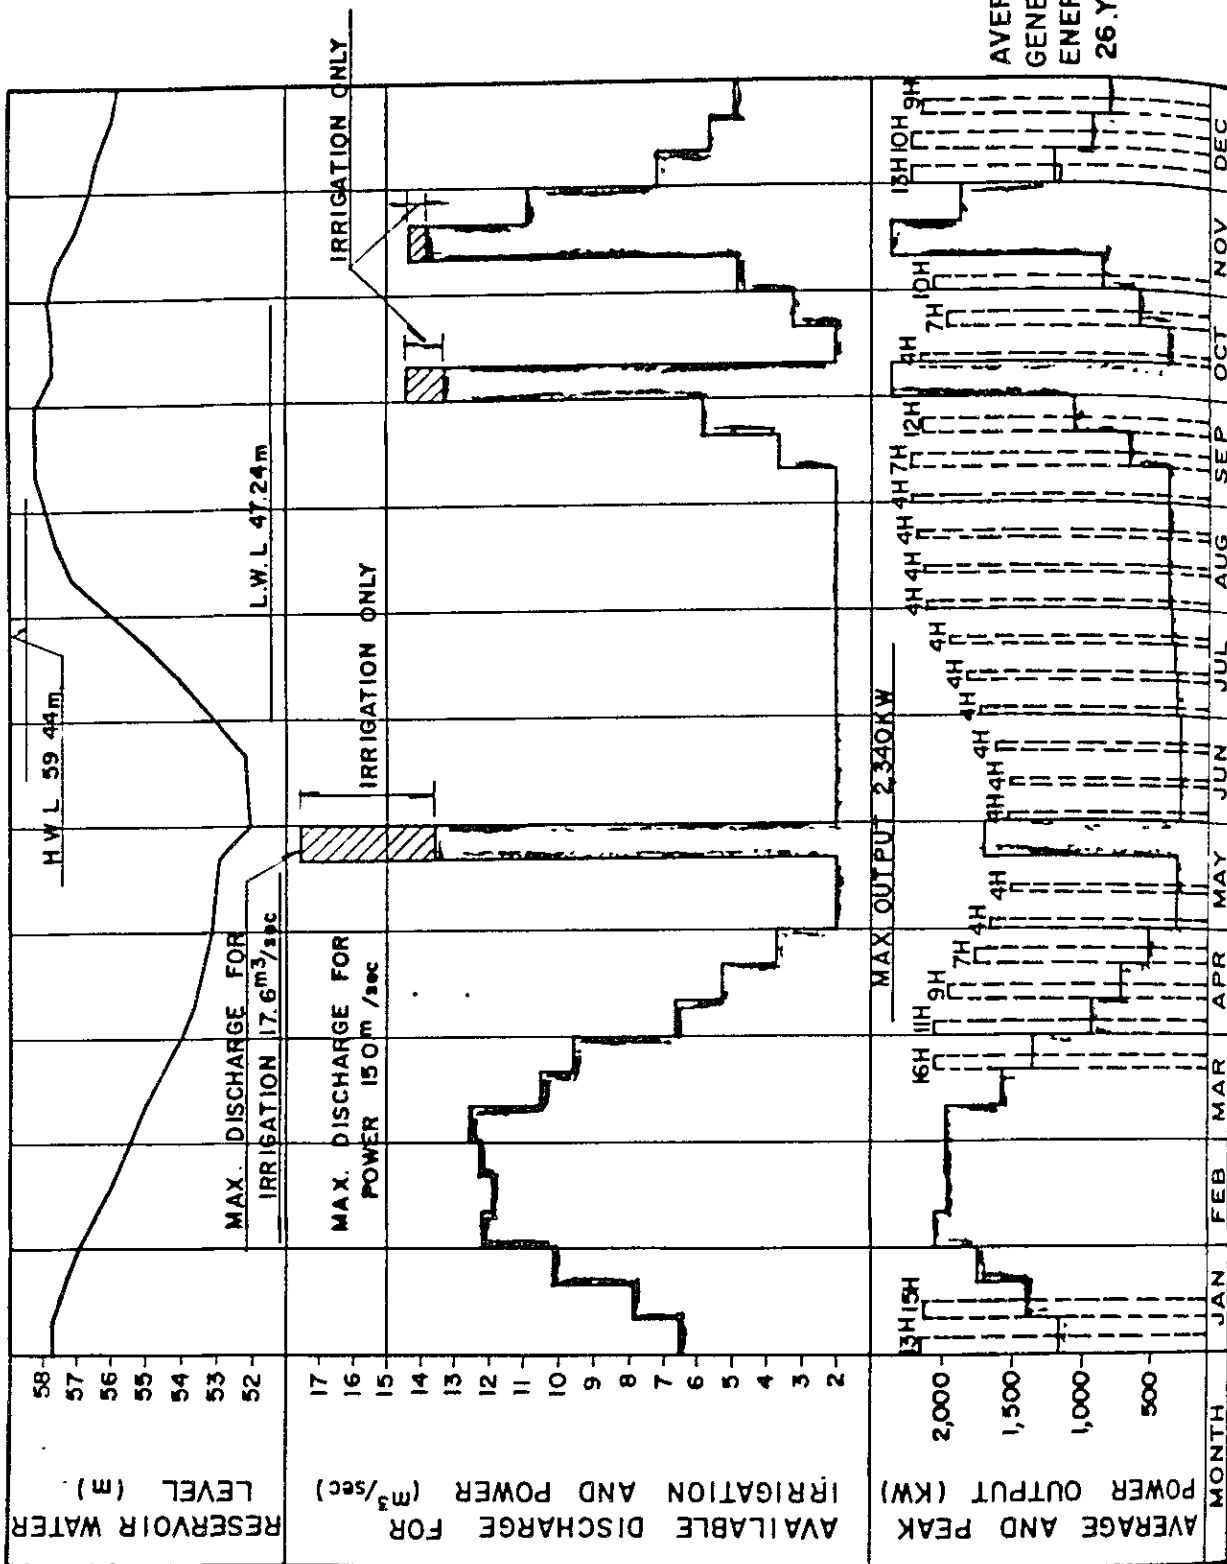 RESERVOIR WATER
LEVEL (m)
58
57
56
55
54
53
52
H W L 59 44m
L.W.L 47.24m
AVAILABLE DISCHARGE FOR
IRRIGATION AND POWER (m³/sec)
17
16
15
14
13
12
11
10
9
8
7
6
5
4
3
2
MAX. DISCHARGE FOR
IRRIGATION 17.6m³/sec
MAX. DISCHARGE FOR
POWER 15 0 m /sec
IRRIGATION ONLY
IRRIGATION ONLY
AVERAGE AND PEAK
POWER OUTPUT (KW)
2,000
1,500
1,000
500
MAX OUTPUT 2,340KW
13H
15H
16H
11H
9H
7H
4H
4H
4H
4H
4H
4H
4H
4H
4H
4H
4H
4H
7H
12H
4H
7H
10H
13H
10H
9H
MONTH
JAN
FEB
MAR
APR
MAY
JUN
JUL
AUG
SEP
OCT
NOV
DEC
AVER
GENE
ENER
26.Y